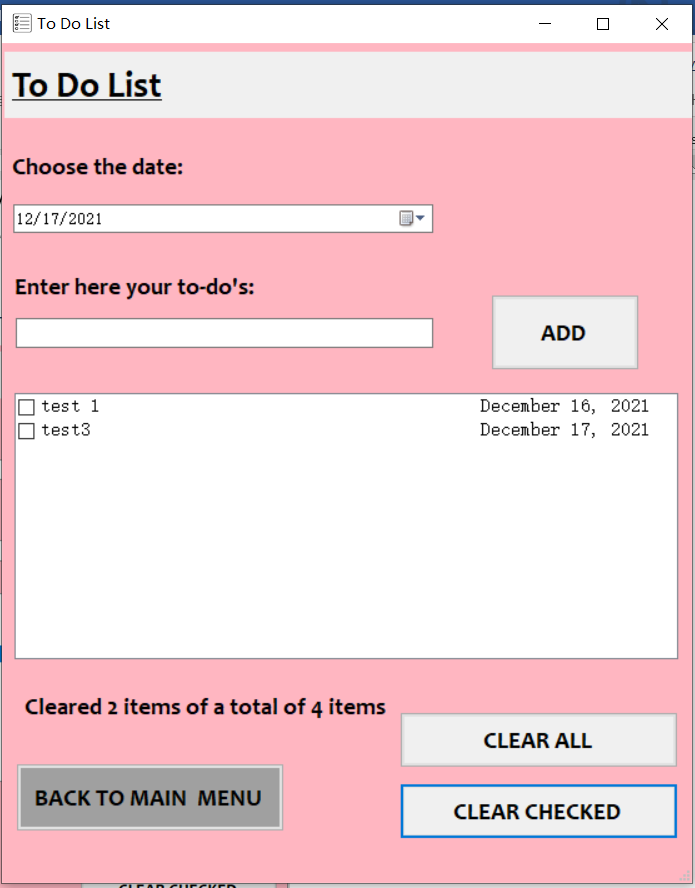 To Do List
To Do List
Choose the date:
12/17/2021
Enter here your to-do's:
ADD
test 1 December 16, 2021
test3 December 17, 2021
Cleared 2 items of a total of 4 items
CLEAR ALL
BACK TO MAIN  MENU
CLEAR CHECKED
CLEAR CHECKED